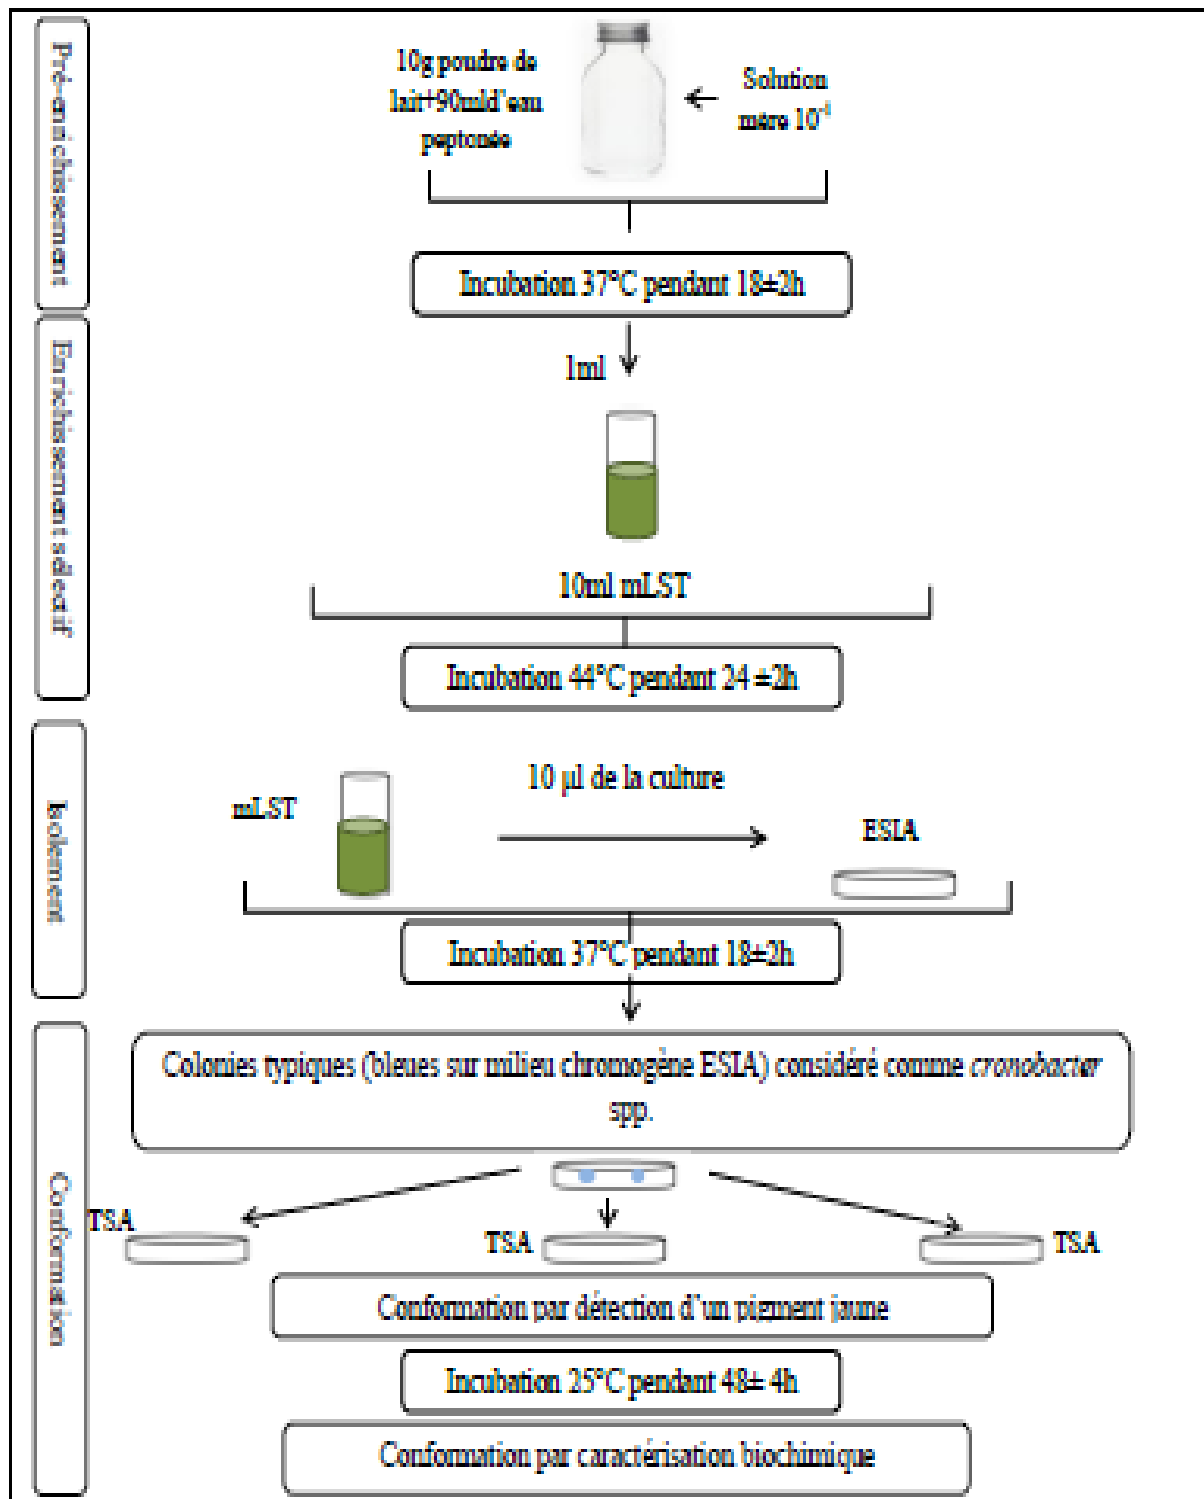 Pré-enrichissement
10g poudre de
lait+90mld'eau
peptonée
Solution
mère 10⁻¹
Incubation 37°C pendant 18±2h
Enrichissement sélectif
1ml
10ml mLST
Incubation 44°C pendant 24 ±2h
Isolement
mLST
10 µl de la culture
ESIA
Incubation 37°C pendant 18±2h
Conformation
Colonies typiques (bleues sur milieu chromogène ESIA) considéré comme cronobacter
spp.
TSA
TSA
TSA
Conformation par détection d'un pigment jaune
Incubation 25°C pendant 48± 4h
Conformation par caractérisation biochimique